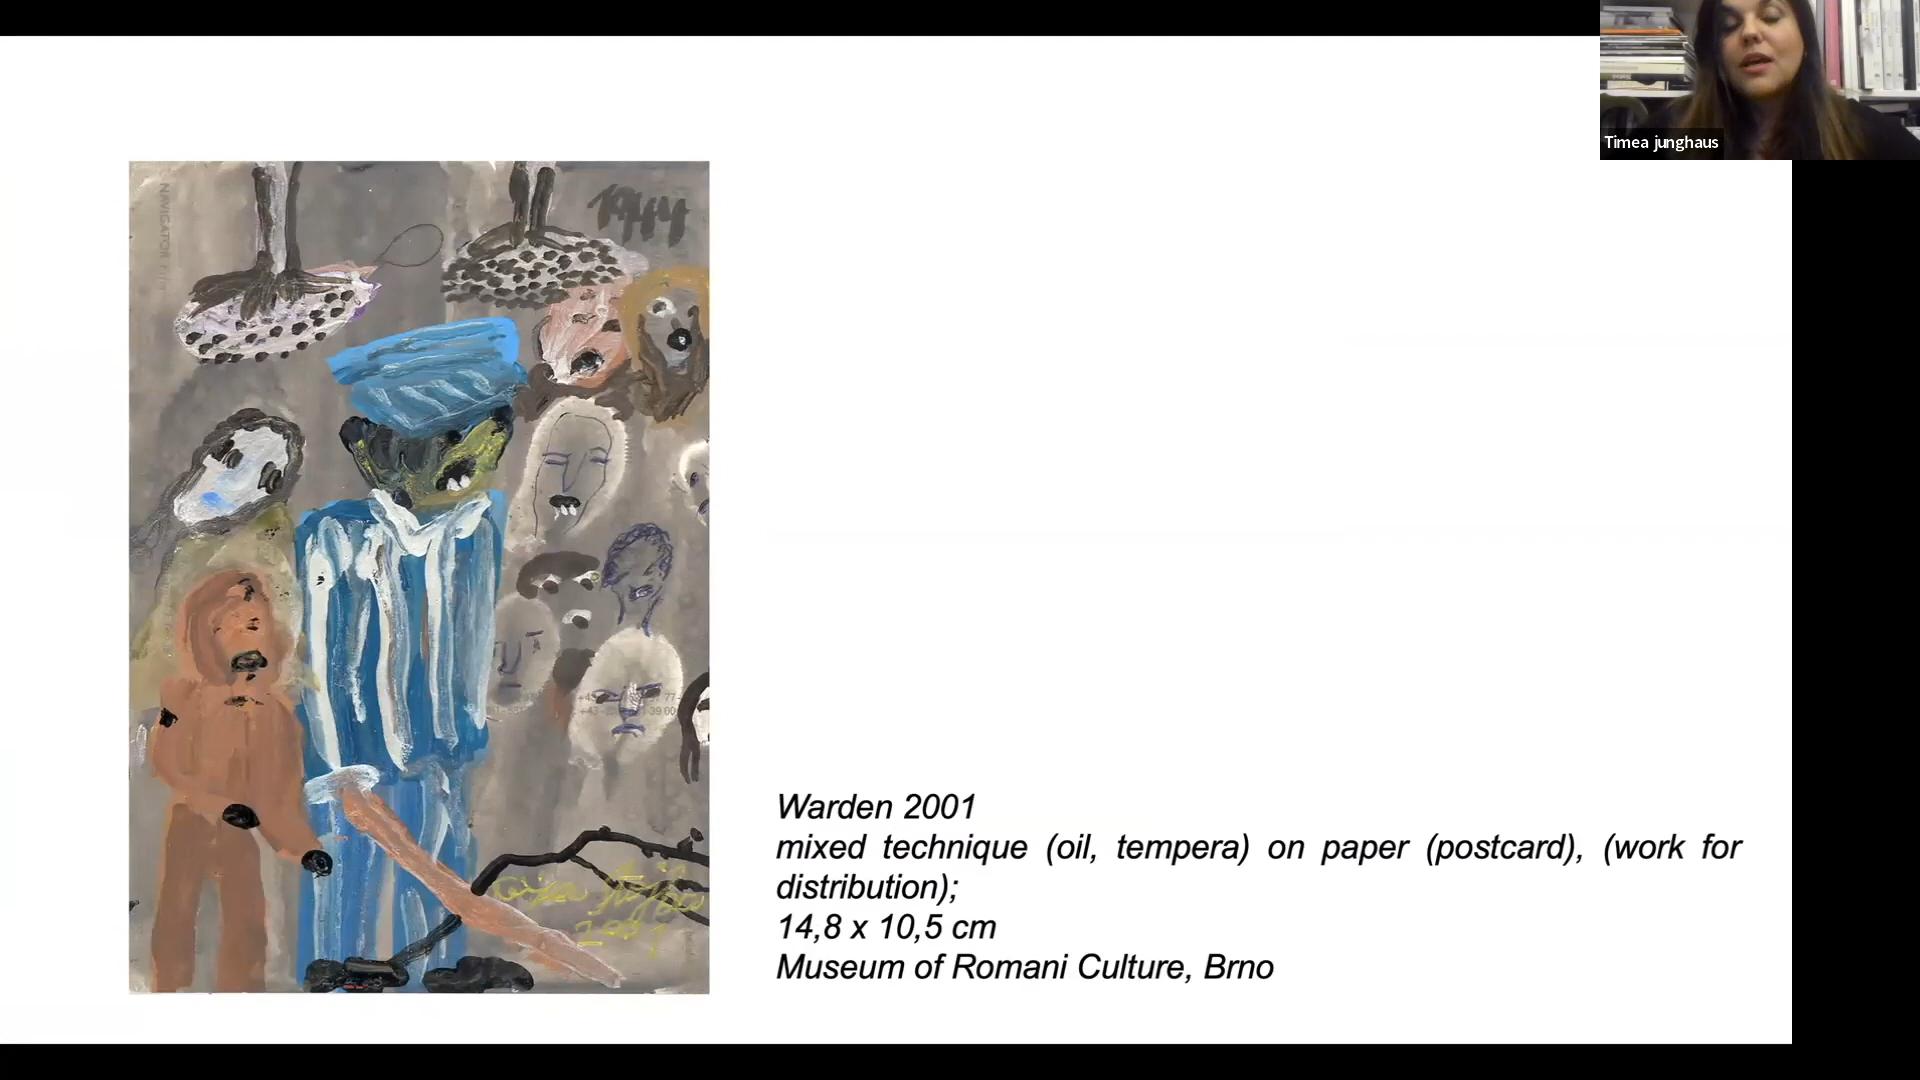 Timea junghaus
1944
NAVIGATOR
Warden 2001
mixed technique (oil, tempera) on paper (postcard), (work for
distribution);
14,8 x 10,5 cm
Museum of Romani Culture, Brno